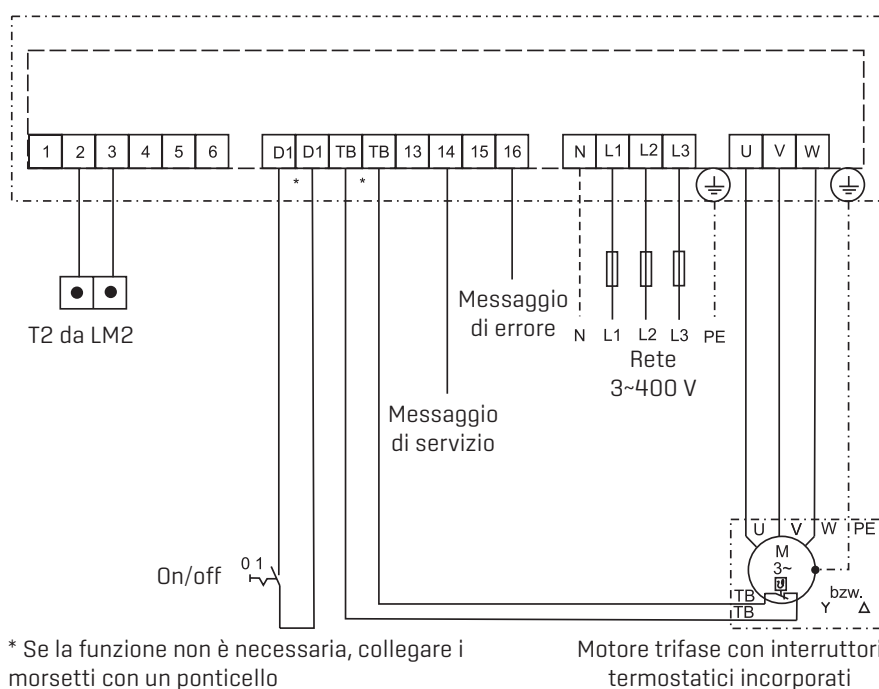 1 2 3 4 5 6 D1 D1 TB TB 13 14 15 16 N L1 L2 L3 U V W
* *
T2 da LM2
Messaggio
di errore
N L1 L2 L3 PE
Rete
3~400 V
Messaggio
di servizio
On/off
0 1
U V W PE
M
3~
TB
TB
bzw.
Y Δ
* Se la funzione non è necessaria, collegare i
morsetti con un ponticello
Motore trifase con interruttori
termostatici incorporati